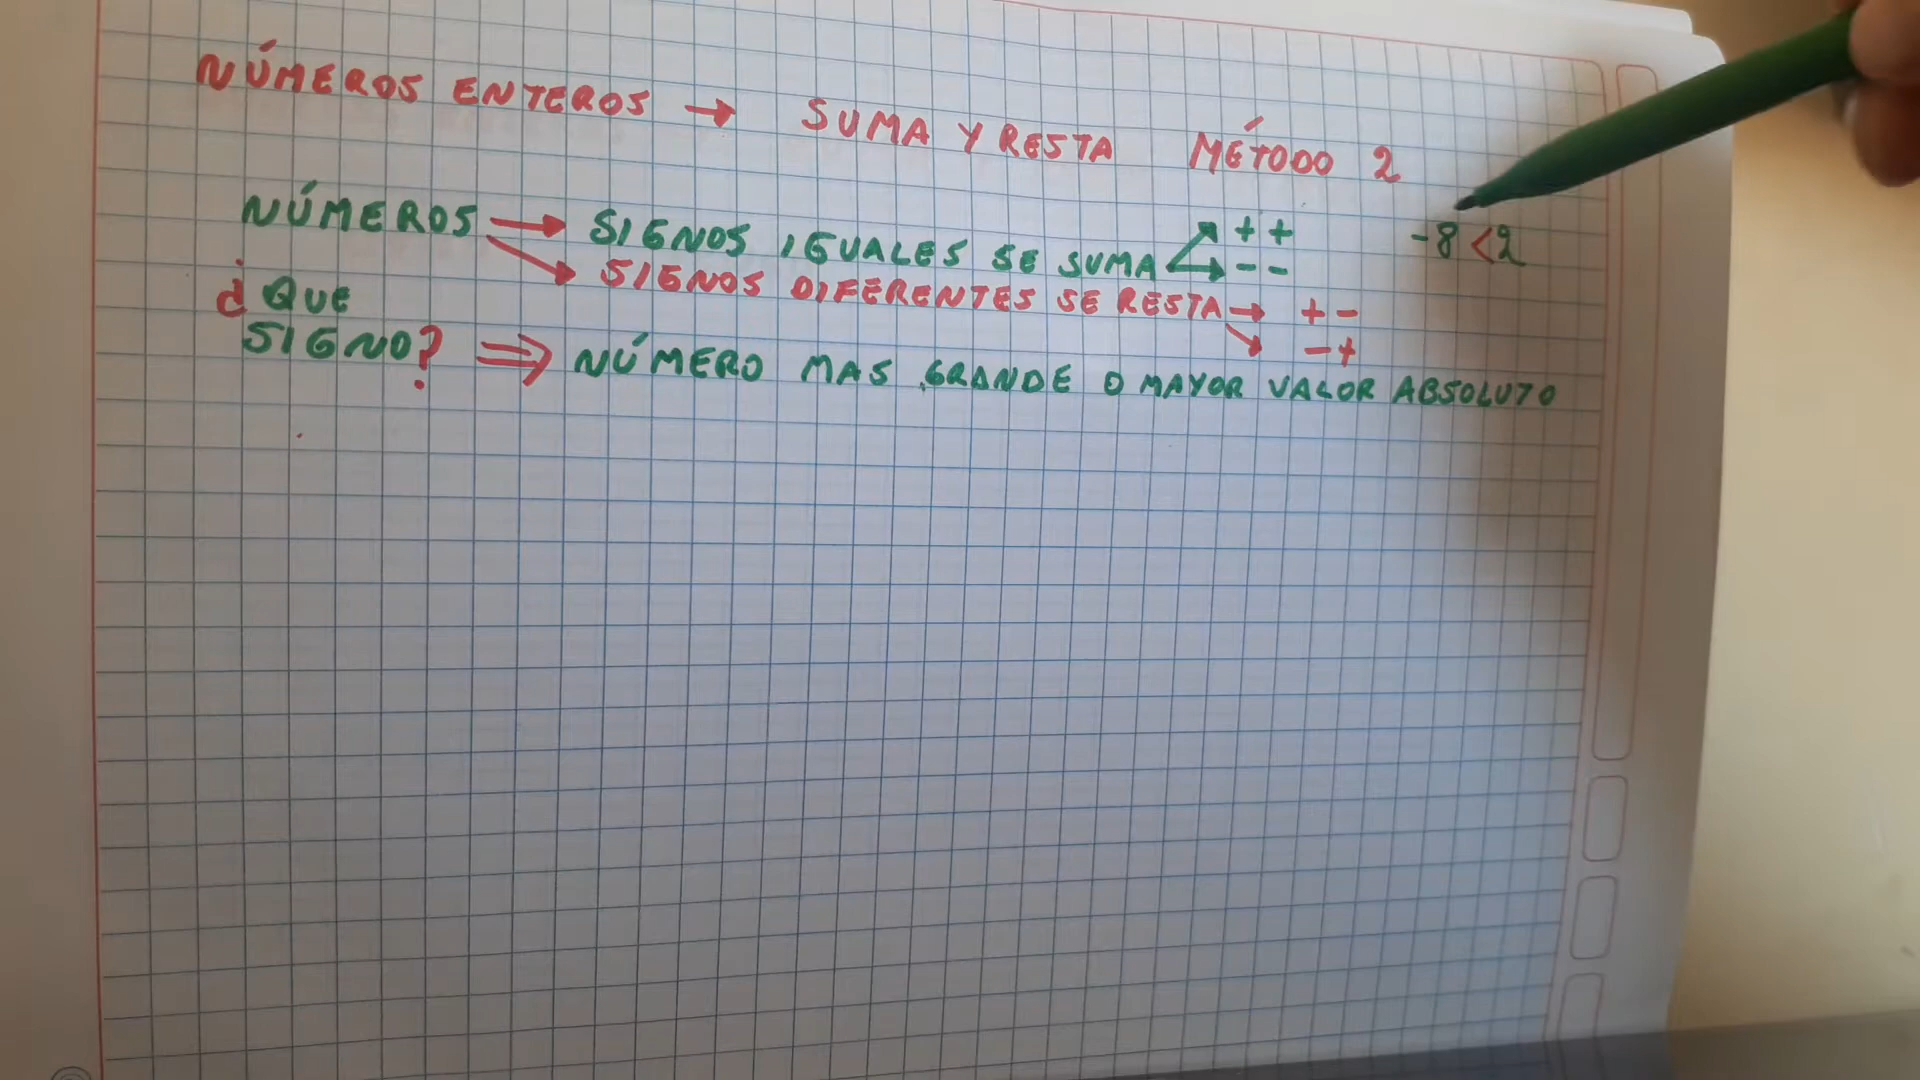 NÚMEROS ENTEROS → SUMA Y RESTA MÉTODO 2
NÚMEROS → SIGNOS IGUALES SE SUMA ++
-- 
-8 < 2
SIGNOS DIFERENTES SE RESTA → +-
-+
¿QUE
SIGNO? ⇒ NÚMERO MAS GRANDE O MAYOR VALOR ABSOLUTO